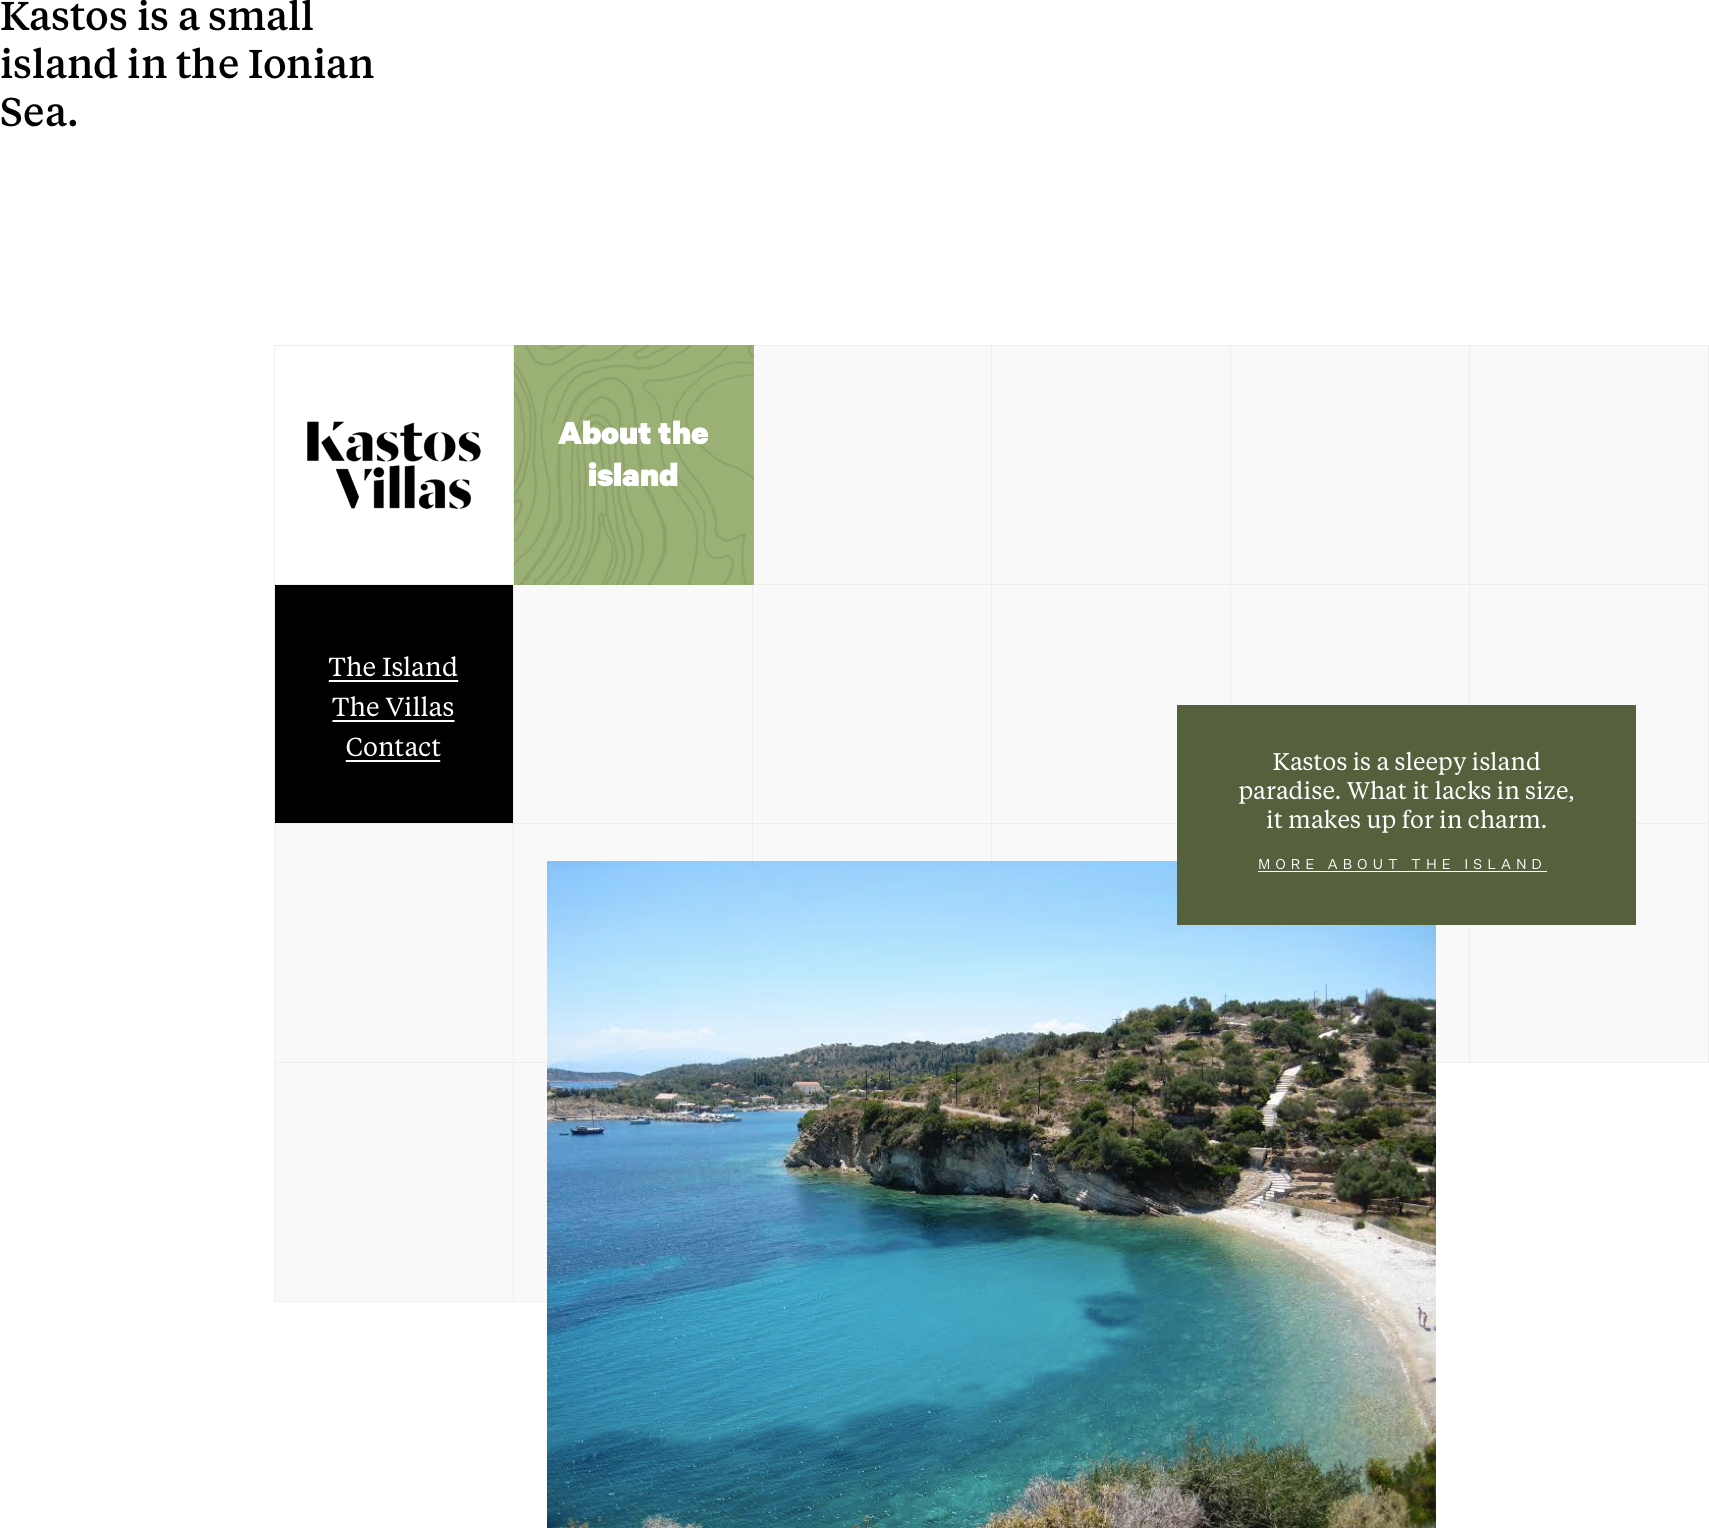 Kastos is a small
island in the Ionian
Sea.
Kastos
Villas
About the
island
The Island
The Villas
Contact
Kastos is a sleepy island
paradise. What it lacks in size,
it makes up for in charm.
MORE ABOUT THE ISLAND